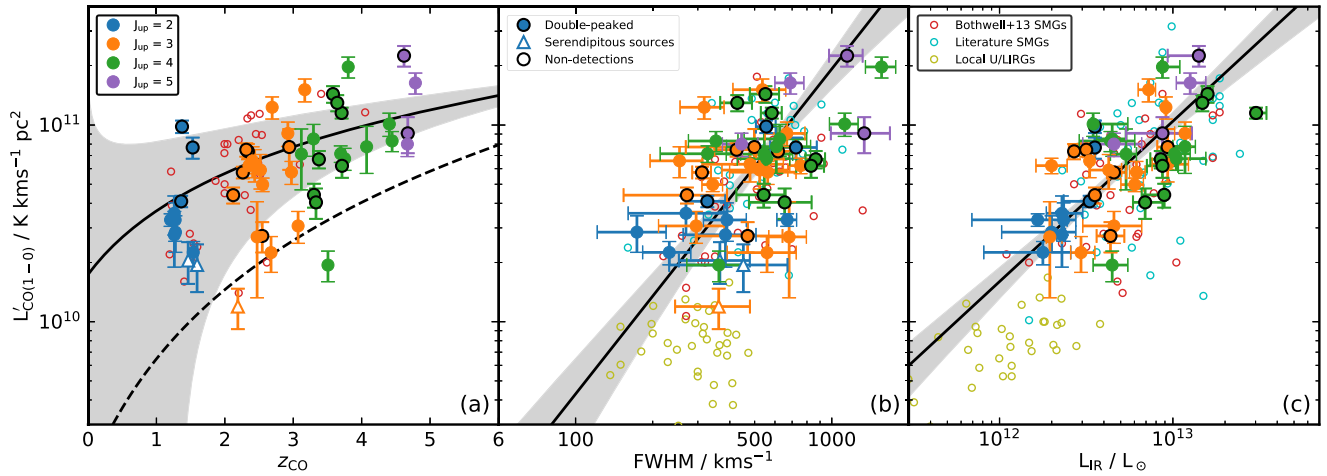 J_up = 2
J_up = 3
J_up = 4
J_up = 5
Double-peaked
Serendipitous sources
Non-detections
Bothwell+13 SMGs
Literature SMGs
Local U/LIRGs
L′_CO(1−0) / K kms⁻¹ pc²
10¹¹
10¹⁰
(a)
(b)
(c)
0 1 2 3 4 5 6
100 500 1000
10¹² 10¹³
z_CO
FWHM / kms⁻¹
L_IR / L_⊙